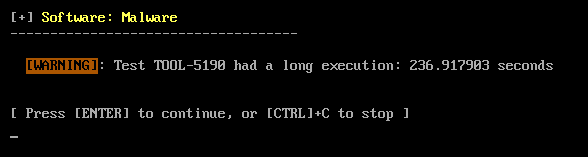 [+] Software: Malware
------------------------------------
[WARNING]: Test TOOL-5190 had a long execution: 236.917903 seconds
[ Press [ENTER] to continue, or [CTRL]+C to stop ]
_